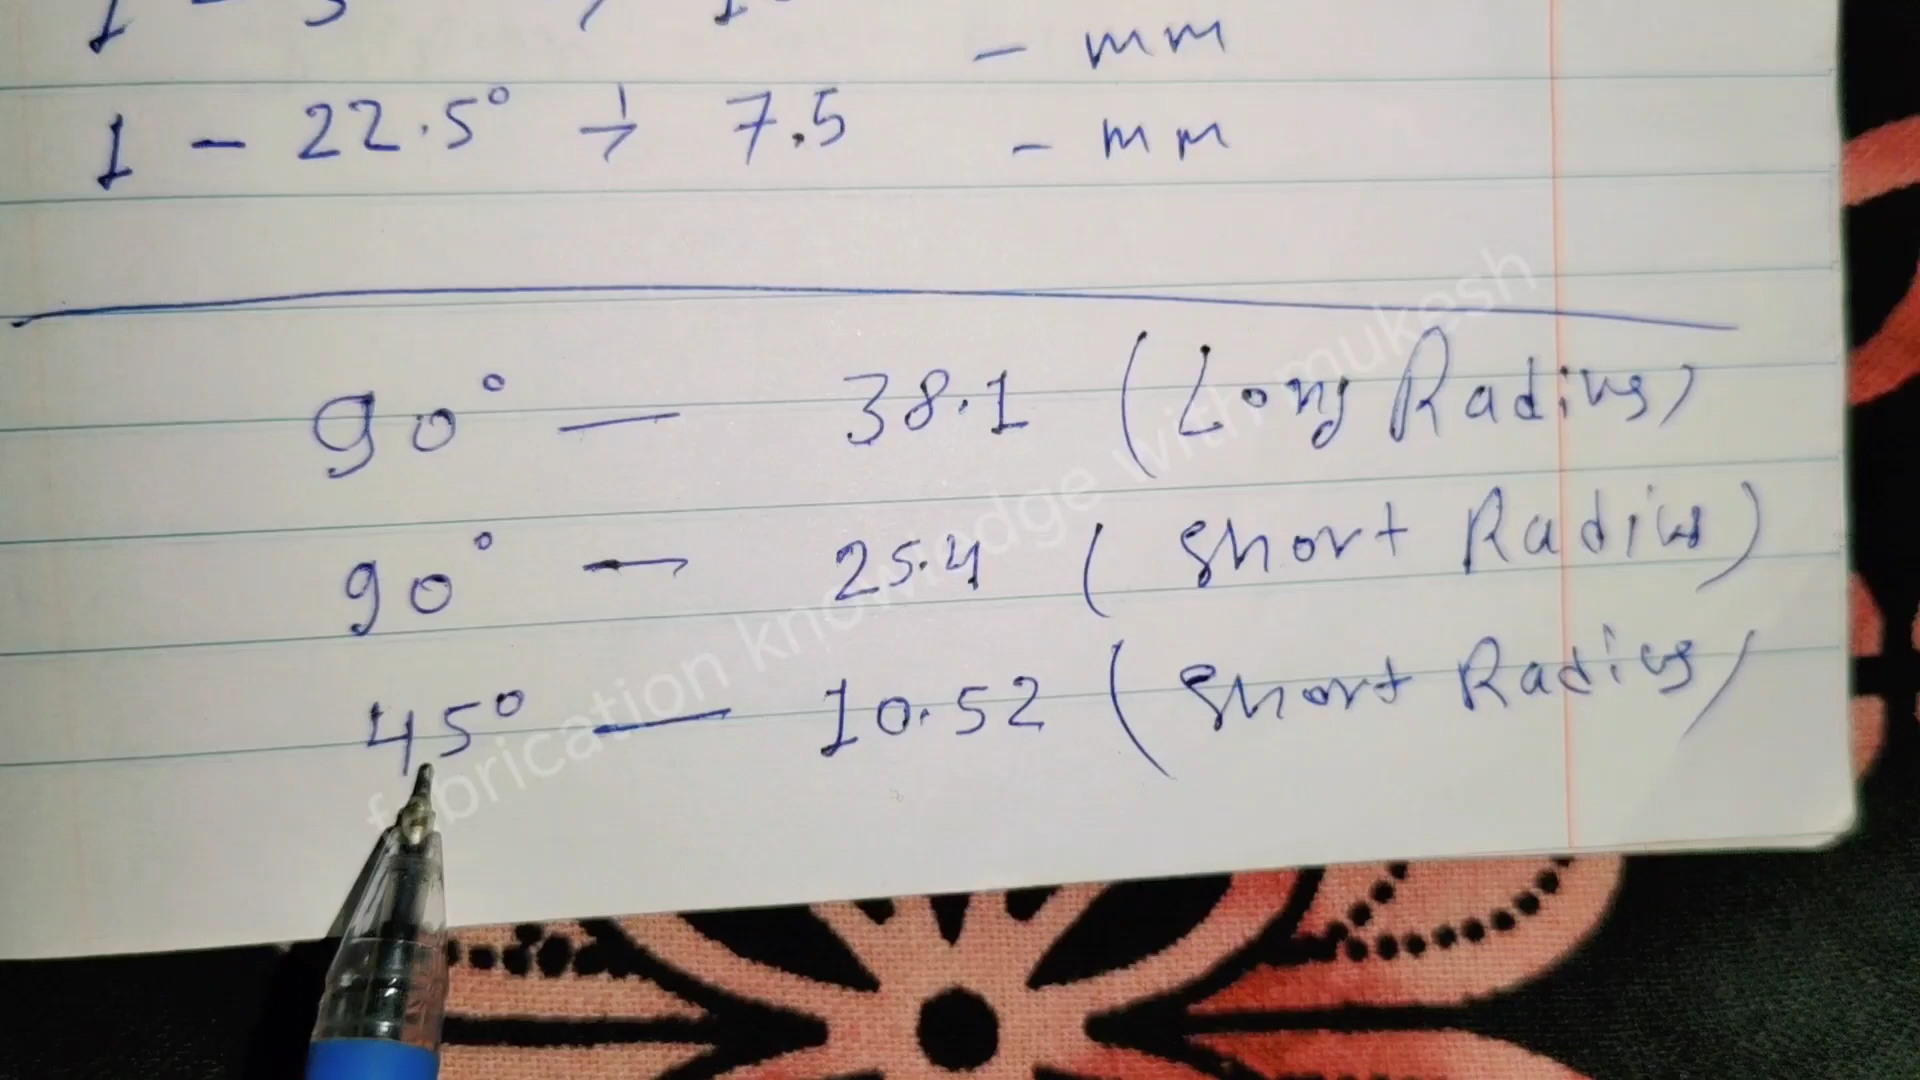 - mm
1 - 22.5° ÷ 7.5 - mm
90° - 38.1 (Long Radius)
90° - 25.4 (Short Radius)
45° - 10.52 (Short Radius)
fabrication knowledge with mukesh